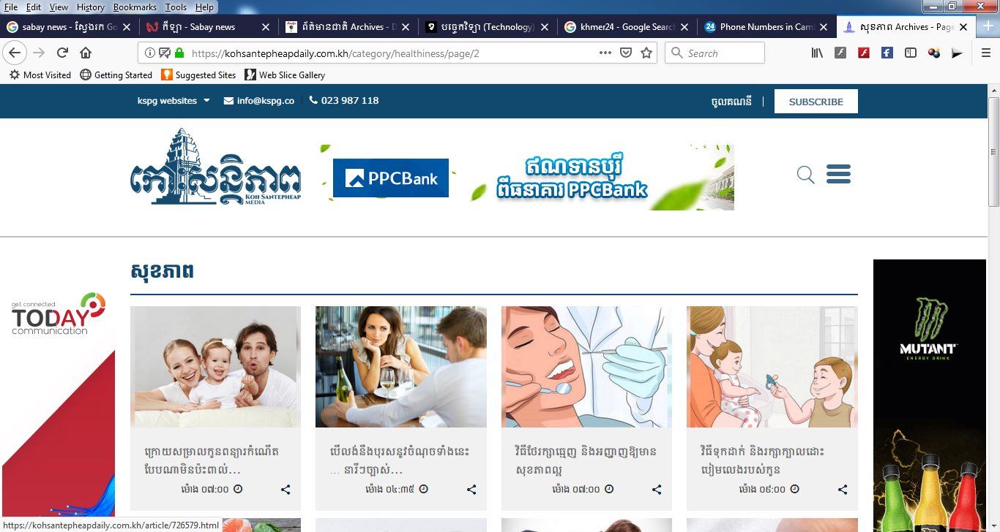 File Edit View History Bookmarks Tools Help
sabay news - ស្វែងរក Go
កីឡា - Sabay news
ព័ត៌មានជាតិ Archives - D
បច្ចេកវិទ្យា (Technology)
khmer24 - Google Search
Phone Numbers in Cam
សុខភាព Archives - Page
https://kohsantepheapdaily.com.kh/category/healthiness/page/2
Search
Most Visited Getting Started Suggested Sites Web Slice Gallery
kspg websites info@kspg.co 023 987 118 ចូលគណនី SUBSCRIBE
កោះសន្តិភាព
KOH SANTEPHEAP
MEDIA
PPCBank
ឥណទានបុរី
ពីធនាគារ PPCBank
សុខភាព
get connected
TODAY
communication
MUTANT
ENERGY DRINK
ក្រោយសម្រាលកូនពន្យារកំណើត
បែបណាមិនប៉ះពាល់...
ម៉ោង ០៧:០០
បើលង់នឹងបុរសនូវចំណុចទាំងនេះ
... នារីៗច្បាស់...
ម៉ោង ០៤:៣៥
វិធីថែរក្សាធ្មេញ និងអញ្ចាញឱ្យមាន
សុខភាពល្អ
ម៉ោង ០៧:០០
វិធីទុកដាក់ និងរក្សាក្បាលដោះ
បៀមលេងរបស់កូន
ម៉ោង ០៩:០០
https://kohsantepheapdaily.com.kh/article/726579.html